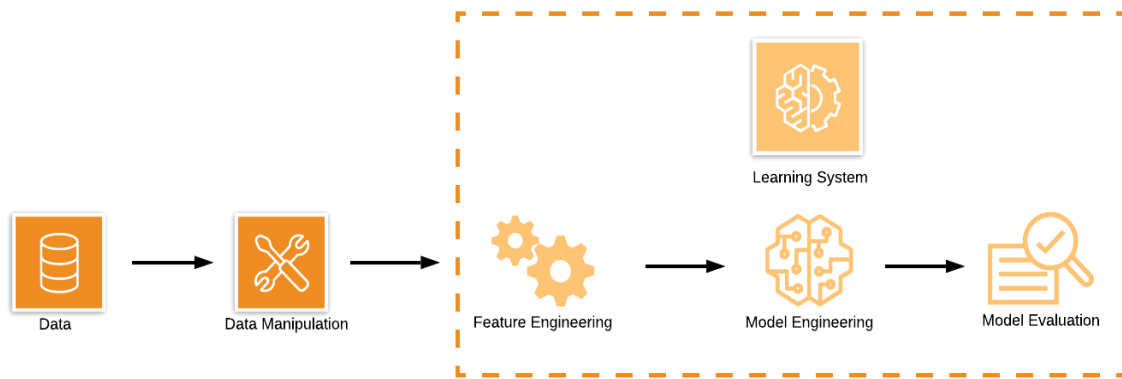 Learning System
Data
Data Manipulation
Feature Engineering
Model Engineering
Model Evaluation